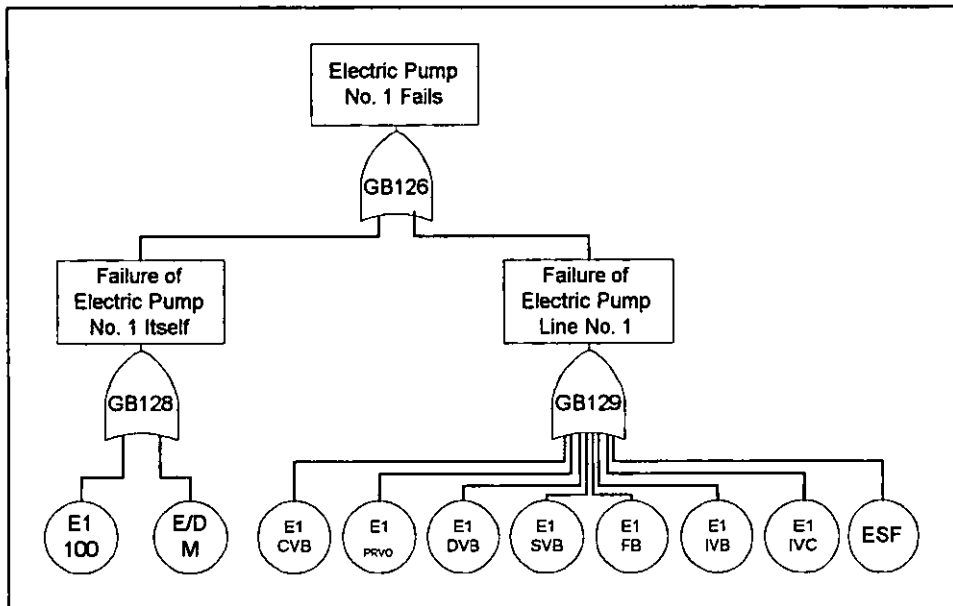 Electric Pump
No. 1 Fails
GB126
Failure of
Electric Pump
No. 1 Itself
Failure of
Electric Pump
Line No. 1
GB128
GB129
E1
100
E/D
M
E1
CVB
E1
PRVO
E1
DVB
E1
SVB
E1
FB
E1
IVB
E1
IVC
ESF